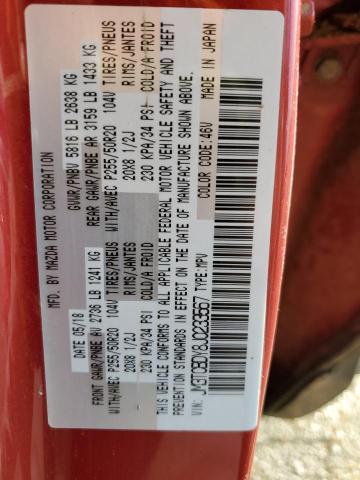 MFD. BY MAZDA MOTOR CORPORATION
DATE 05/18 GVWR/PNBV 5816 LB 2638 KG
FRONT GAWR/PNBE AV 2736 LB 1241 KG REAR GAWR/PNBE AR 3159 LB 1433 KG
WITH/AVEC P255/50R20 104V TIRES/PNEUS WITH/AVEC P255/50R20 104V TIRES/PNEUS
20X8 1/2J RIMS/JANTES 20X8 1/2J RIMS/JANTES
230 KPA/34 PSI COLD/A FROID 230 KPA/34 PSI COLD/A FROID
THIS VEHICLE CONFORMS TO ALL APPLICABLE FEDERAL MOTOR VEHICLE SAFETY AND THEFT
PREVENTION STANDARDS IN EFFECT ON THE DATE OF MANUFACTURE SHOWN ABOVE.
VIN: JM3TCBDY0J0233657 TYPE:MPV COLOR CODE:46V MADE IN JAPAN